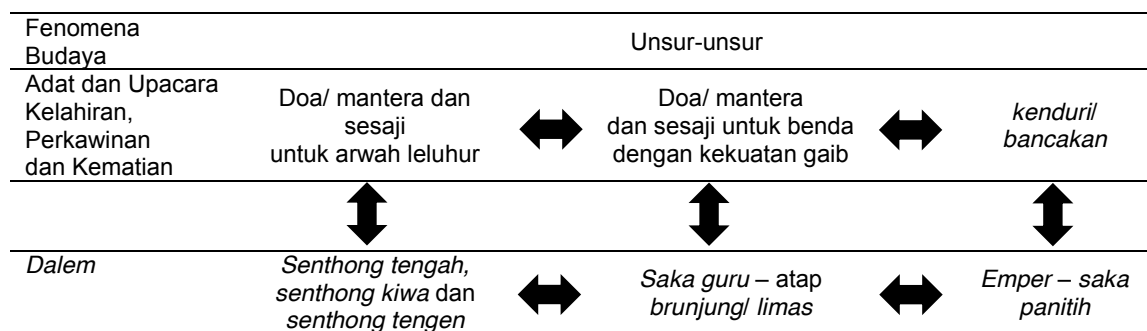 Fenomena
Budaya
Unsur-unsur
Adat dan Upacara
Kelahiran,
Perkawinan
dan Kematian
Doa/ mantera dan
sesaji
untuk arwah leluhur
Doa/ mantera
dan sesaji untuk benda
dengan kekuatan gaib
kenduri/
bancakan
Dalem
Senthong tengah,
senthong kiwa dan
senthong tengen
Saka guru – atap
brunjung/ limas
Emper – saka
panitih